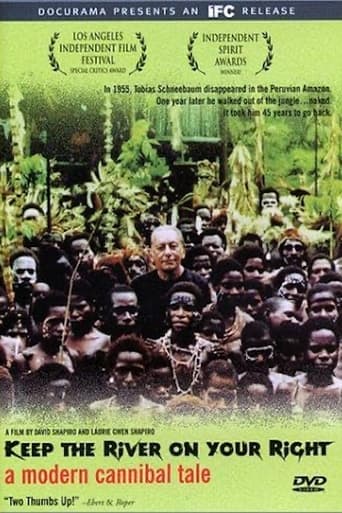 DOCURAMA PRESENTS AN IFC RELEASE
LOS ANGELES
INDEPENDENT FILM
FESTIVAL
SPECIAL CRITICS AWARD
INDEPENDENT
SPIRIT
AWARDS
WINNER!
In 1955, Tobias Schneebaum disappeared in the Peruvian Amazon.
One year later he walked out of the jungle...naked.
It took him 45 years to go back.
A FILM BY DAVID SHAPIRO AND LAURIE GWEN SHAPIRO
KEEP THE RIVER ON YOUR RIGHT
a modern cannibal tale
"Two Thumbs Up!" —Ebert & Roper
DVD
VIDEO